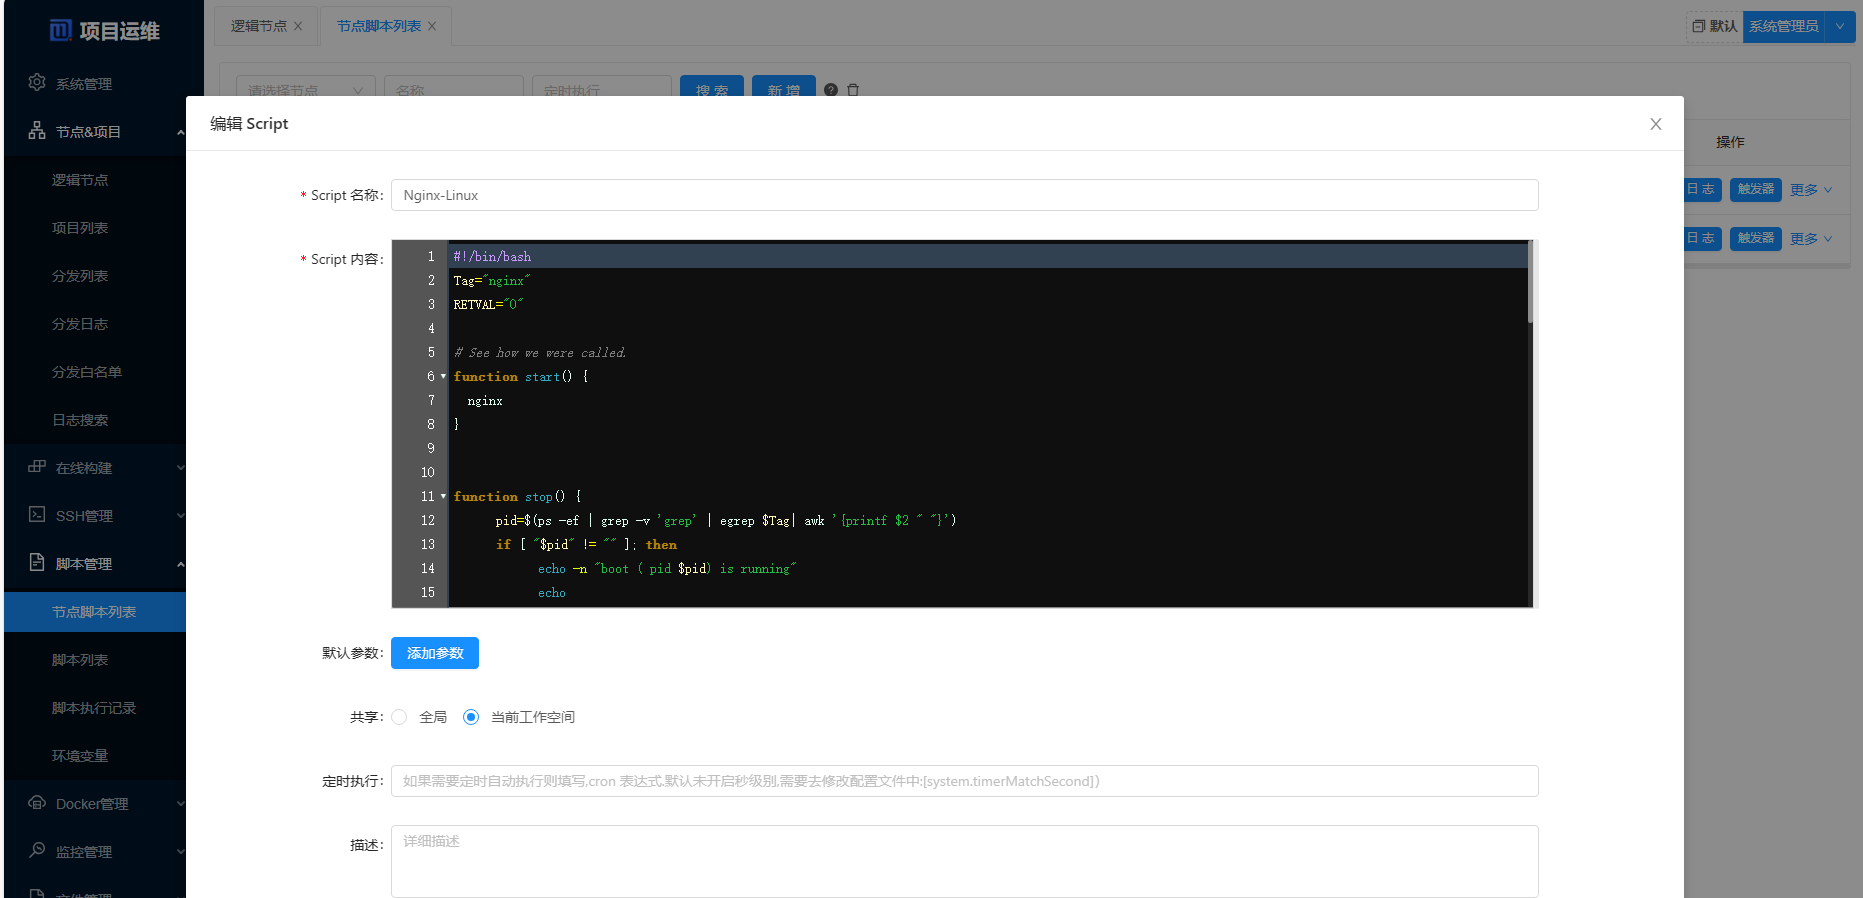 项目运维
逻辑节点
节点脚本列表
默认
系统管理员
系统管理
节点&项目
逻辑节点
项目列表
分发列表
分发日志
分发白名单
日志搜索
在线构建
SSH管理
脚本管理
节点脚本列表
脚本列表
脚本执行记录
环境变量
Docker管理
监控管理
请选择节点
名称
定时执行
搜 索
新 增
操作
日 志
触发器
更多
日 志
触发器
更多
编辑 Script
* Script 名称:
Nginx-Linux
* Script 内容:
1 #!/bin/bash
2 Tag="nginx"
3 RETVAL="0"
4
5 # See how we were called.
6 function start() {
7 nginx
8 }
9
10
11 function stop() {
12 pid=$(ps -ef | grep -v 'grep' | egrep $Tag| awk '{printf $2 " "}')
13 if [ "$pid" != "" ]; then
14 echo -n "boot ( pid $pid) is running"
15 echo
默认参数:
添加参数
共享:
全局
当前工作空间
定时执行:
如果需要定时自动执行则填写,cron 表达式.默认未开启秒级别,需要去修改配置文件中:[system.timerMatchSecond])
描述:
详细描述